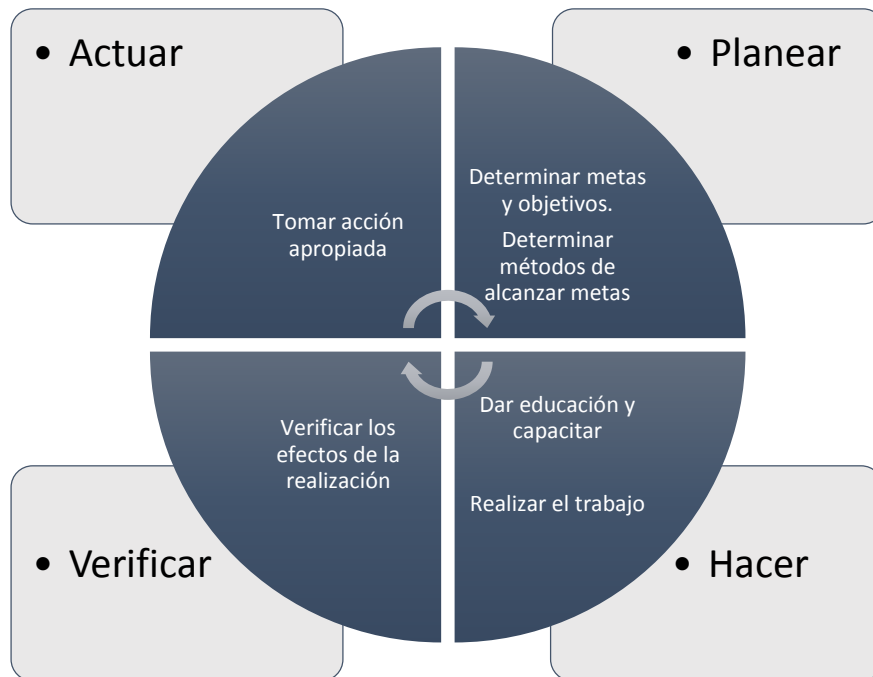 • Actuar
• Planear
Tomar acción
apropiada
Determinar metas
y objetivos.
Determinar
métodos de
alcanzar metas
Verificar los
efectos de la
realización
Dar educación y
capacitar
Realizar el trabajo
• Verificar
• Hacer